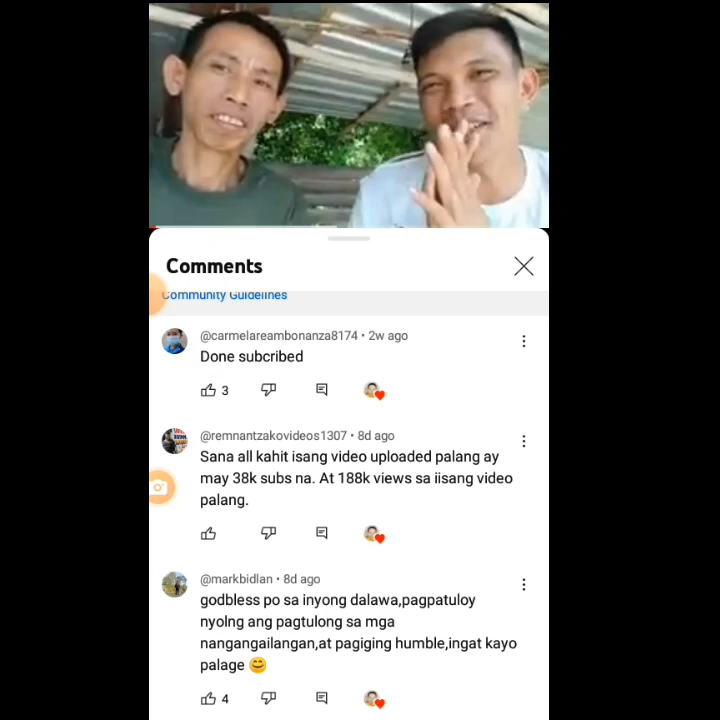 Comments
Community Guidelines
@carmelareambonanza8174 • 2w ago
Done subcribed
3
@remnantzakovideos1307 • 8d ago
Sana all kahit isang video uploaded palang ay
may 38k subs na. At 188k views sa iisang video
palang.
@markbidlan • 8d ago
godbless po sa inyong dalawa,pagpatuloy
nyolng ang pagtulong sa mga
nangangailangan,at pagiging humble,ingat kayo
palage 😊
4